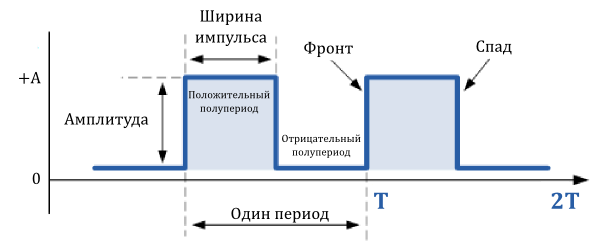 Ширина
импульса
Фронт
Спад
+A
Положительный
полупериод
Амплитуда
Отрицательный
полупериод
0
T
2T
Один период